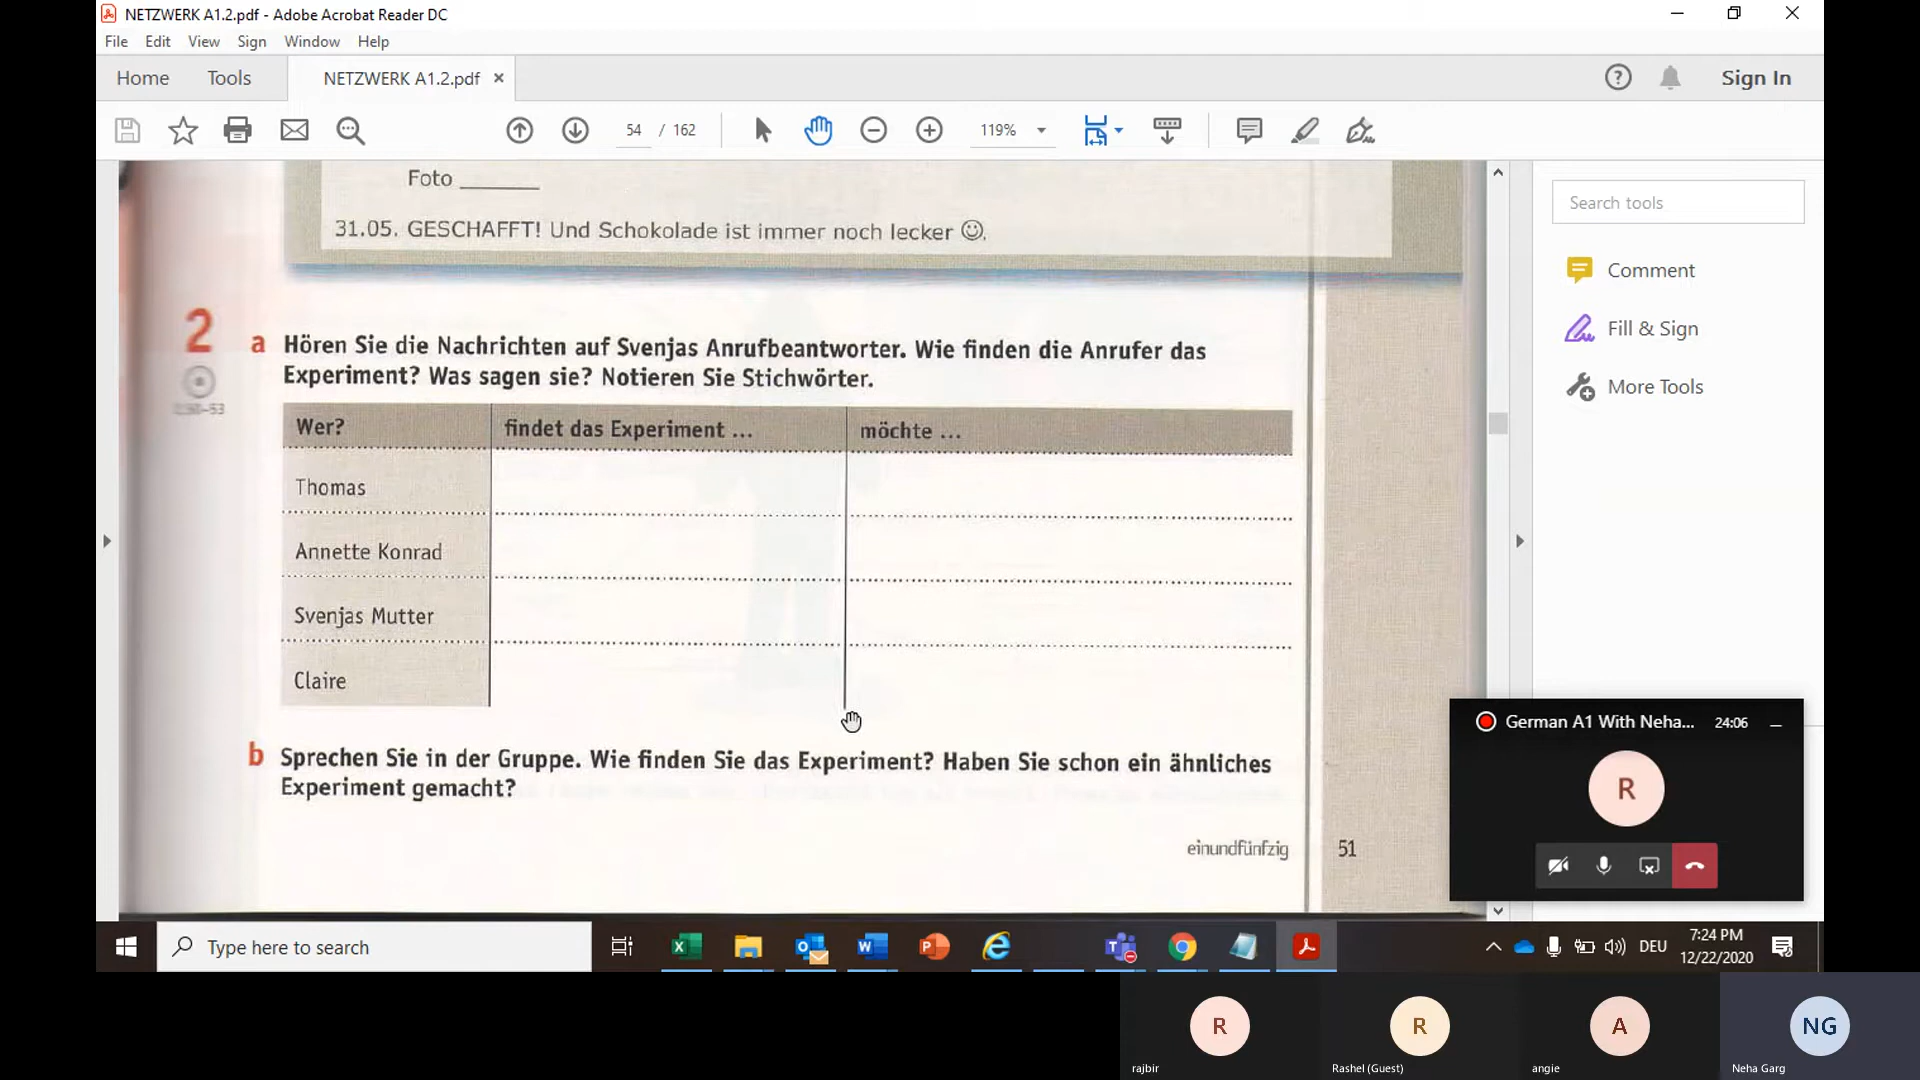 NETZWERK A1.2.pdf - Adobe Acrobat Reader DC
File Edit View Sign Window Help
Home Tools NETZWERK A1.2.pdf × Sign In
54 / 162 119%
Foto ______
31.05. GESCHAFFT! Und Schokolade ist immer noch lecker ☺.
2 a Hören Sie die Nachrichten auf Svenjas Anrufbeantworter. Wie finden die Anrufer das
Experiment? Was sagen sie? Notieren Sie Stichwörter.
Wer? findet das Experiment ... möchte ...
Thomas
Annette Konrad
Svenjas Mutter
Claire
b Sprechen Sie in der Gruppe. Wie finden Sie das Experiment? Haben Sie schon ein ähnliches
Experiment gemacht?
einundfünfzig 51
Search tools
Comment
Fill & Sign
More Tools
German A1 With Neha... 24:06
R
Type here to search
DEU
7:24 PM
12/22/2020
R R A NG
rajbir Rashel (Guest) angie Neha Garg